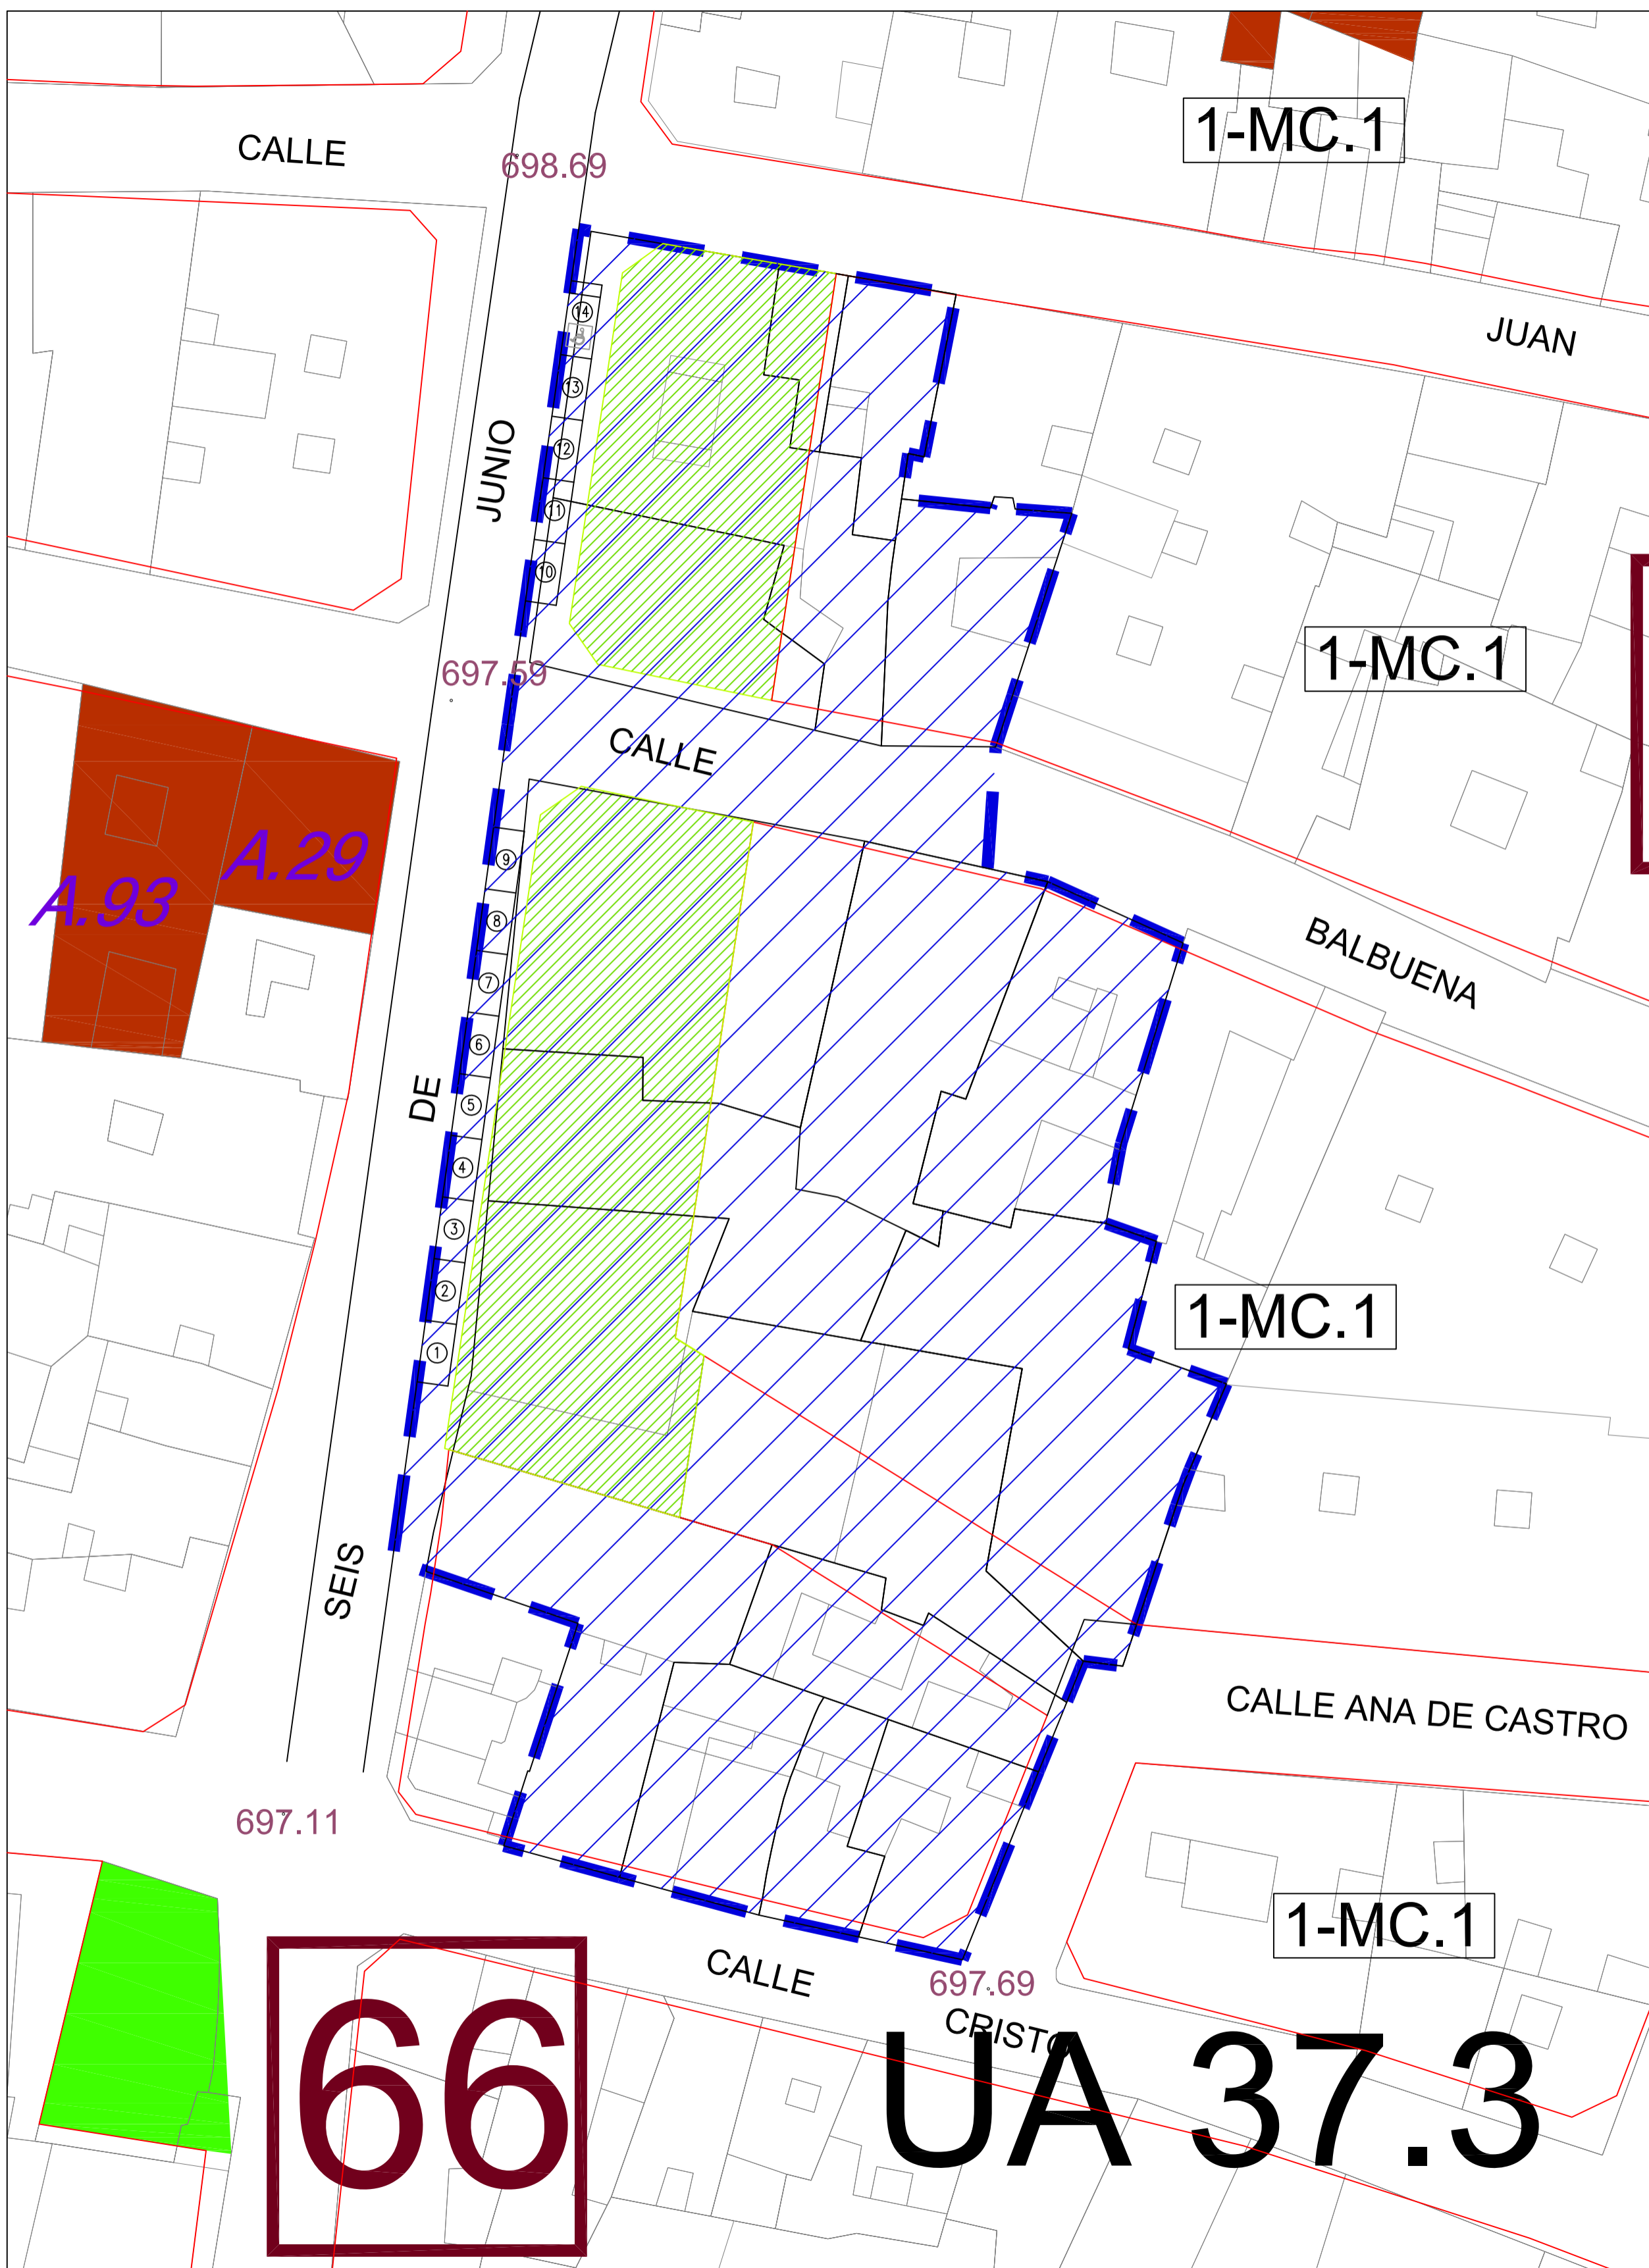 1-MC.1
CALLE
698.69
14
JUAN
13
JUNIO
12
11
10
1-MC.1
697.59
CALLE
A.29
9
A.93
8
BALBUENA
7
6
DE
5
4
3
2
1-MC.1
1
SEIS
CALLE ANA DE CASTRO
697.11
1-MC.1
CALLE
697.69
CRISTO
66
UA 37.3